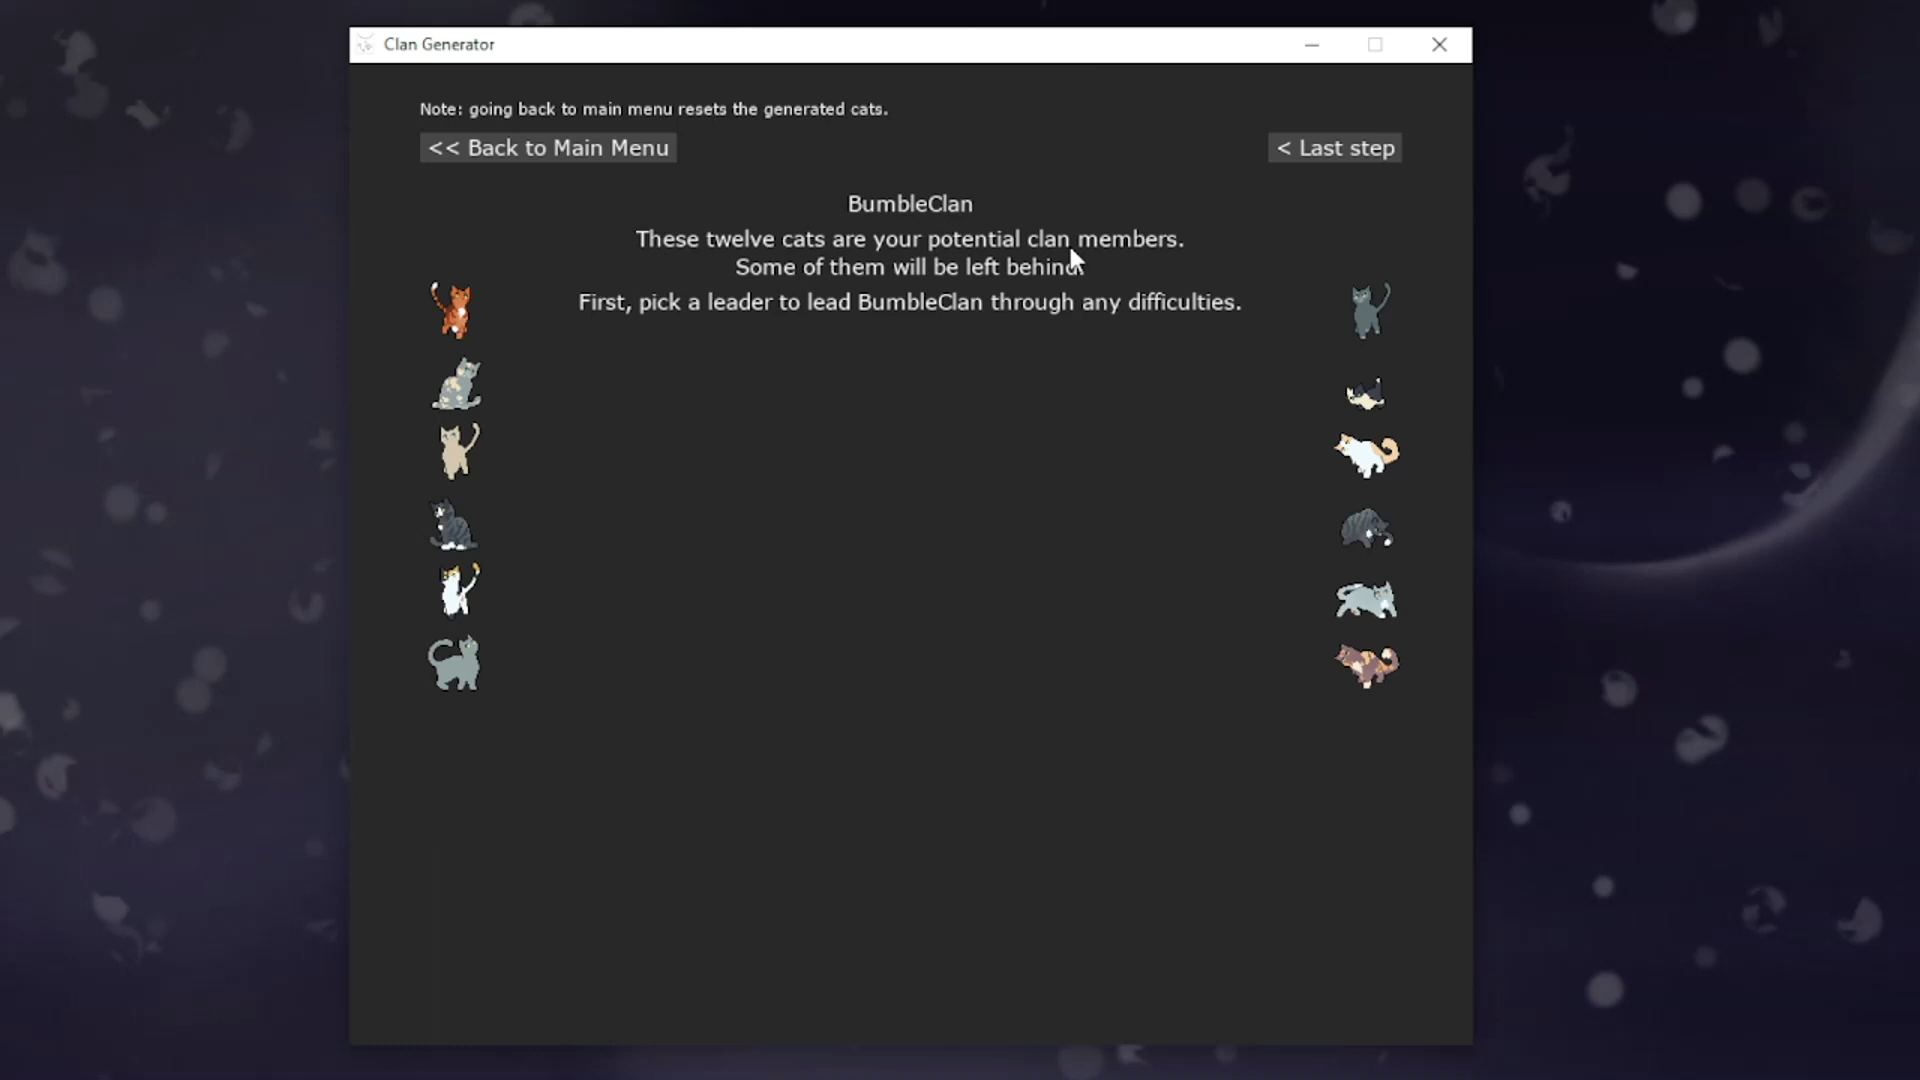 Clan Generator
Note: going back to main menu resets the generated cats.
<< Back to Main Menu
< Last step
BumbleClan
These twelve cats are your potential clan members.
Some of them will be left behind.
First, pick a leader to lead BumbleClan through any difficulties.